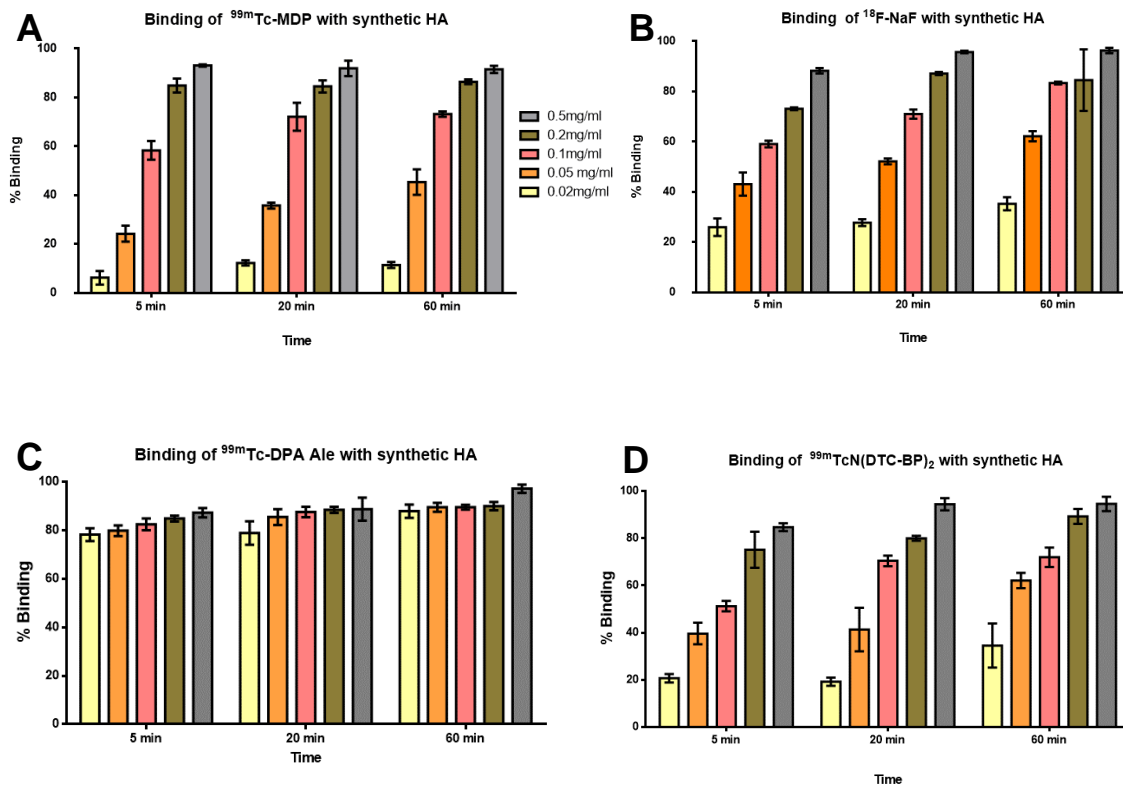 A
Binding of ⁹⁹ᵐTc-MDP with synthetic HA
% Binding
100
80
60
40
20
0
5 min
20 min
60 min
Time
0.5mg/ml
0.2mg/ml
0.1mg/ml
0.05 mg/ml
0.02mg/ml
B
Binding of ¹⁸F-NaF with synthetic HA
% Binding
100
80
60
40
20
0
5 min
20 min
60 min
Time
C
Binding of ⁹⁹ᵐTc-DPA Ale with synthetic HA
% Binding
100
80
60
40
20
0
5 min
20 min
60 min
Time
D
Binding of ⁹⁹ᵐTcN(DTC-BP)₂ with synthetic HA
% Binding
100
80
60
40
20
0
5 min
20 min
60 min
Time